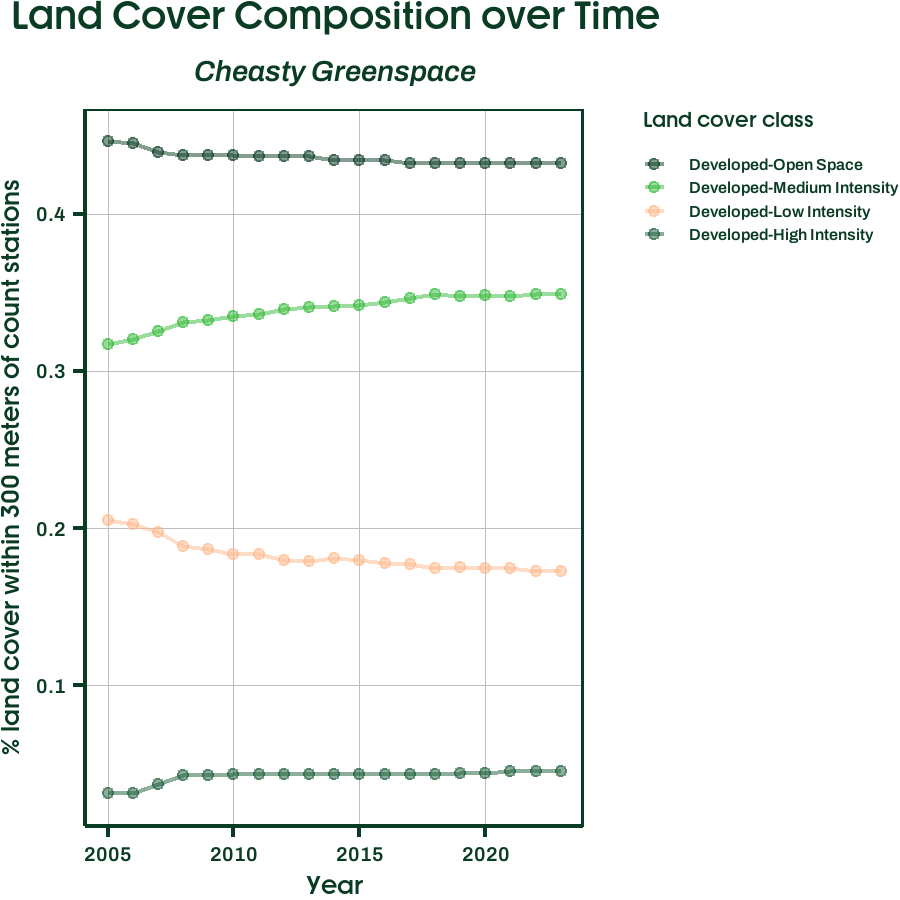 Land Cover Composition over Time
Cheasty Greenspace
Land cover class
Developed-Open Space
Developed-Medium Intensity
Developed-Low Intensity
Developed-High Intensity
% land cover within 300 meters of count stations
0.4
0.3
0.2
0.1
2005 2010 2015 2020
Year